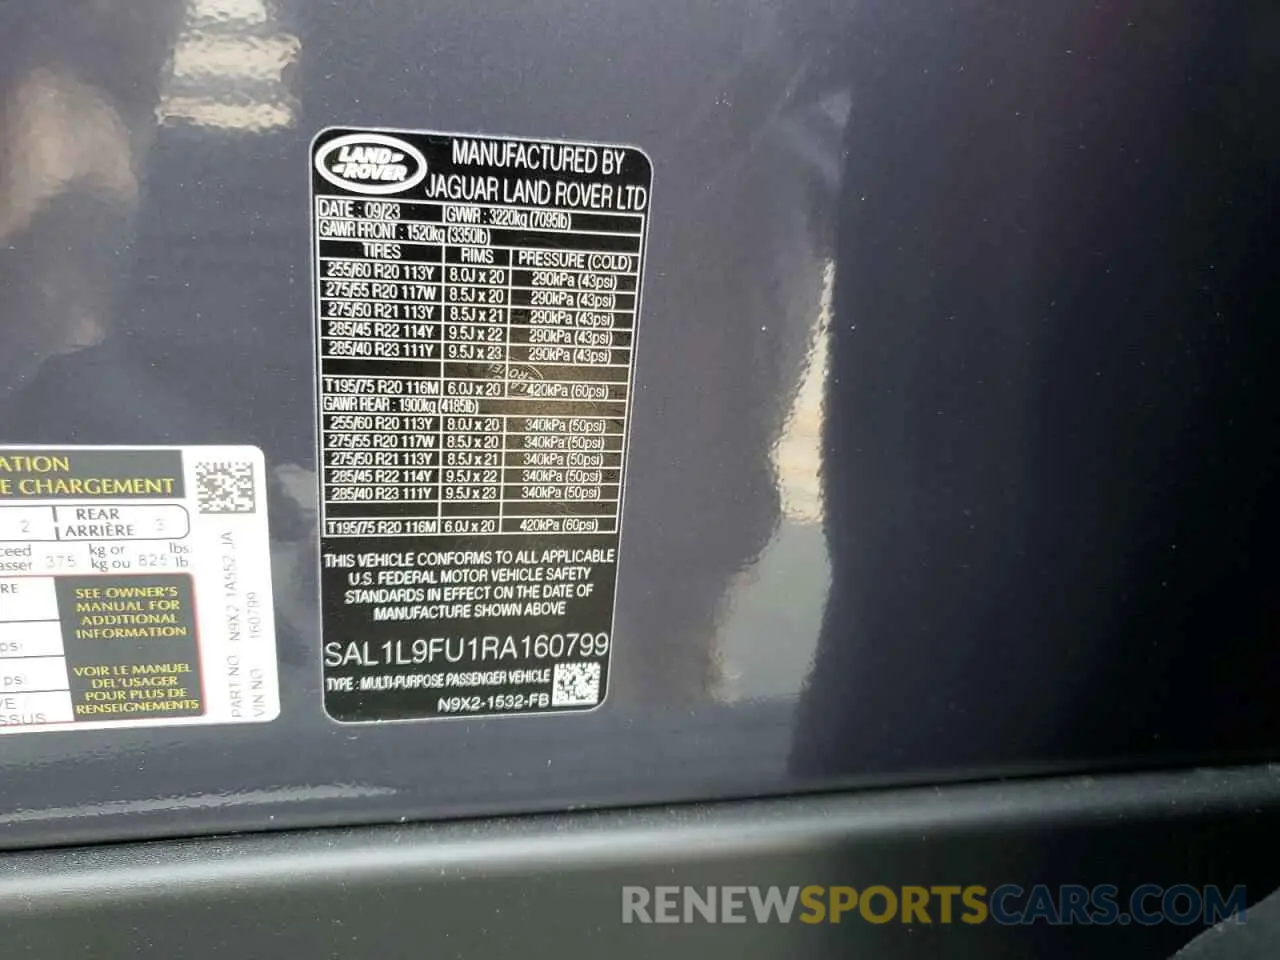 LAND ROVER
MANUFACTURED BY
JAGUAR LAND ROVER LTD
DATE : 09/23 GVWR : 3220kg (7095lb)
GAWR FRONT : 1520kg (3350lb)
TIRES RIMS PRESSURE (COLD)
255/60 R20 113Y 8.0J x 20 290kPa (43psi)
275/55 R20 117W 8.5J x 20 290kPa (43psi)
275/50 R21 113Y 8.5J x 21 290kPa (43psi)
285/45 R22 114Y 9.5J x 22 290kPa (43psi)
285/40 R23 111Y 9.5J x 23 290kPa (43psi)
T195/75 R20 116M 6.0J x 20 420kPa (60psi)
GAWR REAR : 1900kg (4185lb)
255/60 R20 113Y 8.0J x 20 340kPa (50psi)
275/55 R20 117W 8.5J x 20 340kPa (50psi)
275/50 R21 113Y 8.5J x 21 340kPa (50psi)
285/45 R22 114Y 9.5J x 22 340kPa (50psi)
285/40 R23 111Y 9.5J x 23 340kPa (50psi)
T195/75 R20 116M 6.0J x 20 420kPa (60psi)
THIS VEHICLE CONFORMS TO ALL APPLICABLE
U.S. FEDERAL MOTOR VEHICLE SAFETY
STANDARDS IN EFFECT ON THE DATE OF
MANUFACTURE SHOWN ABOVE
SAL1L9FU1RA160799
TYPE : MULTI-PURPOSE PASSENGER VEHICLE
N9X2-1532-FB
ATION
E CHARGEMENT
2 REAR
ARRIÈRE 3
ceed 375 kg or 825 lbs.
asser kg ou lb
RE
psi
psi
VE /
SSUS
SEE OWNER'S
MANUAL FOR
ADDITIONAL
INFORMATION
VOIR LE MANUEL
DEL'USAGER
POUR PLUS DE
RENSEIGNEMENTS
PART NO N9X2 1A552 JA
VIN NO 160799
RENEWSPORTSCARS.COM